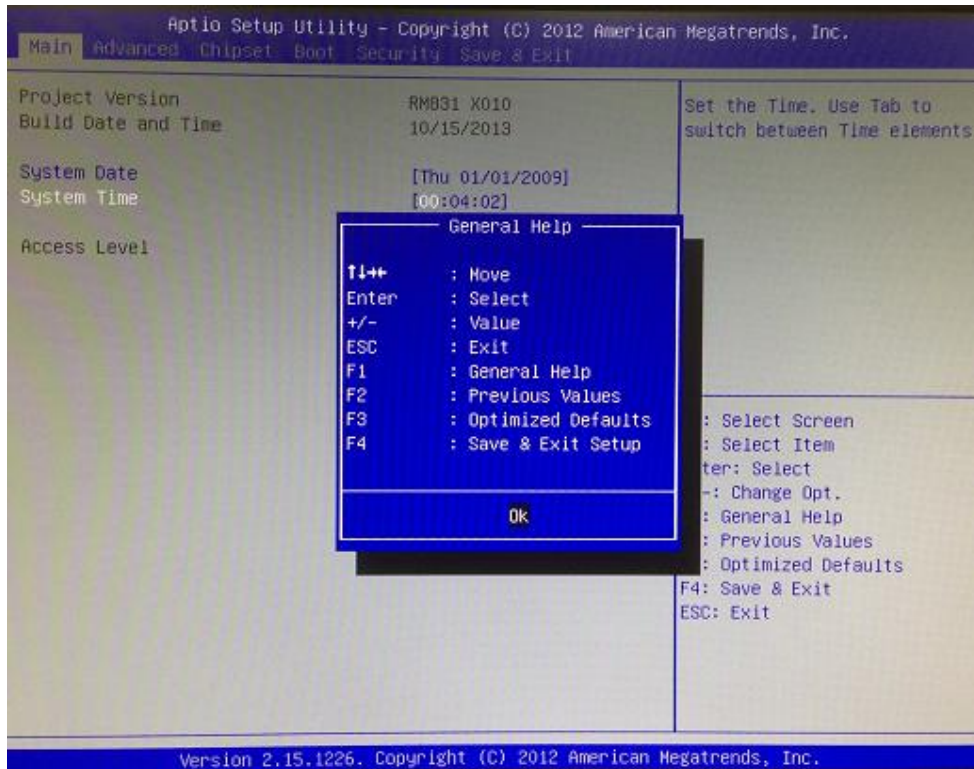 Aptio Setup Utility - Copyright (C) 2012 American Megatrends, Inc.
Main Advanced Chipset Boot Security Save & Exit
Project Version RM831 X010
Build Date and Time 10/15/2013
System Date [Thu 01/01/2009]
System Time [00:04:02]
Access Level
Set the Time. Use Tab to
switch between Time elements
General Help
↑↓→← : Move
Enter : Select
+/- : Value
ESC : Exit
F1 : General Help
F2 : Previous Values
F3 : Optimized Defaults
F4 : Save & Exit Setup
Ok
: Select Screen
: Select Item
ter: Select
-: Change Opt.
: General Help
: Previous Values
: Optimized Defaults
F4: Save & Exit
ESC: Exit
Version 2.15.1226. Copyright (C) 2012 American Megatrends, Inc.